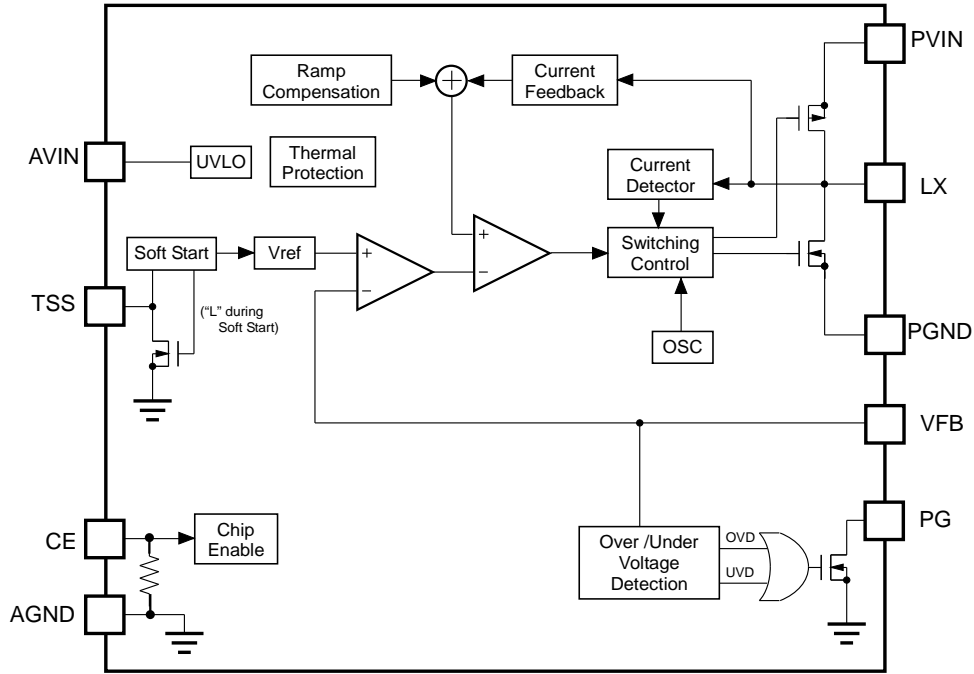 PVIN
Ramp
Compensation
Current
Feedback
AVIN
UVLO
Thermal
Protection
Current
Detector
LX
Soft Start
Vref
+
−
+
−
Switching
Control
TSS
("L" during
Soft Start)
OSC
PGND
VFB
CE
Chip
Enable
Over /Under
Voltage
Detection
OVD
UVD
PG
AGND